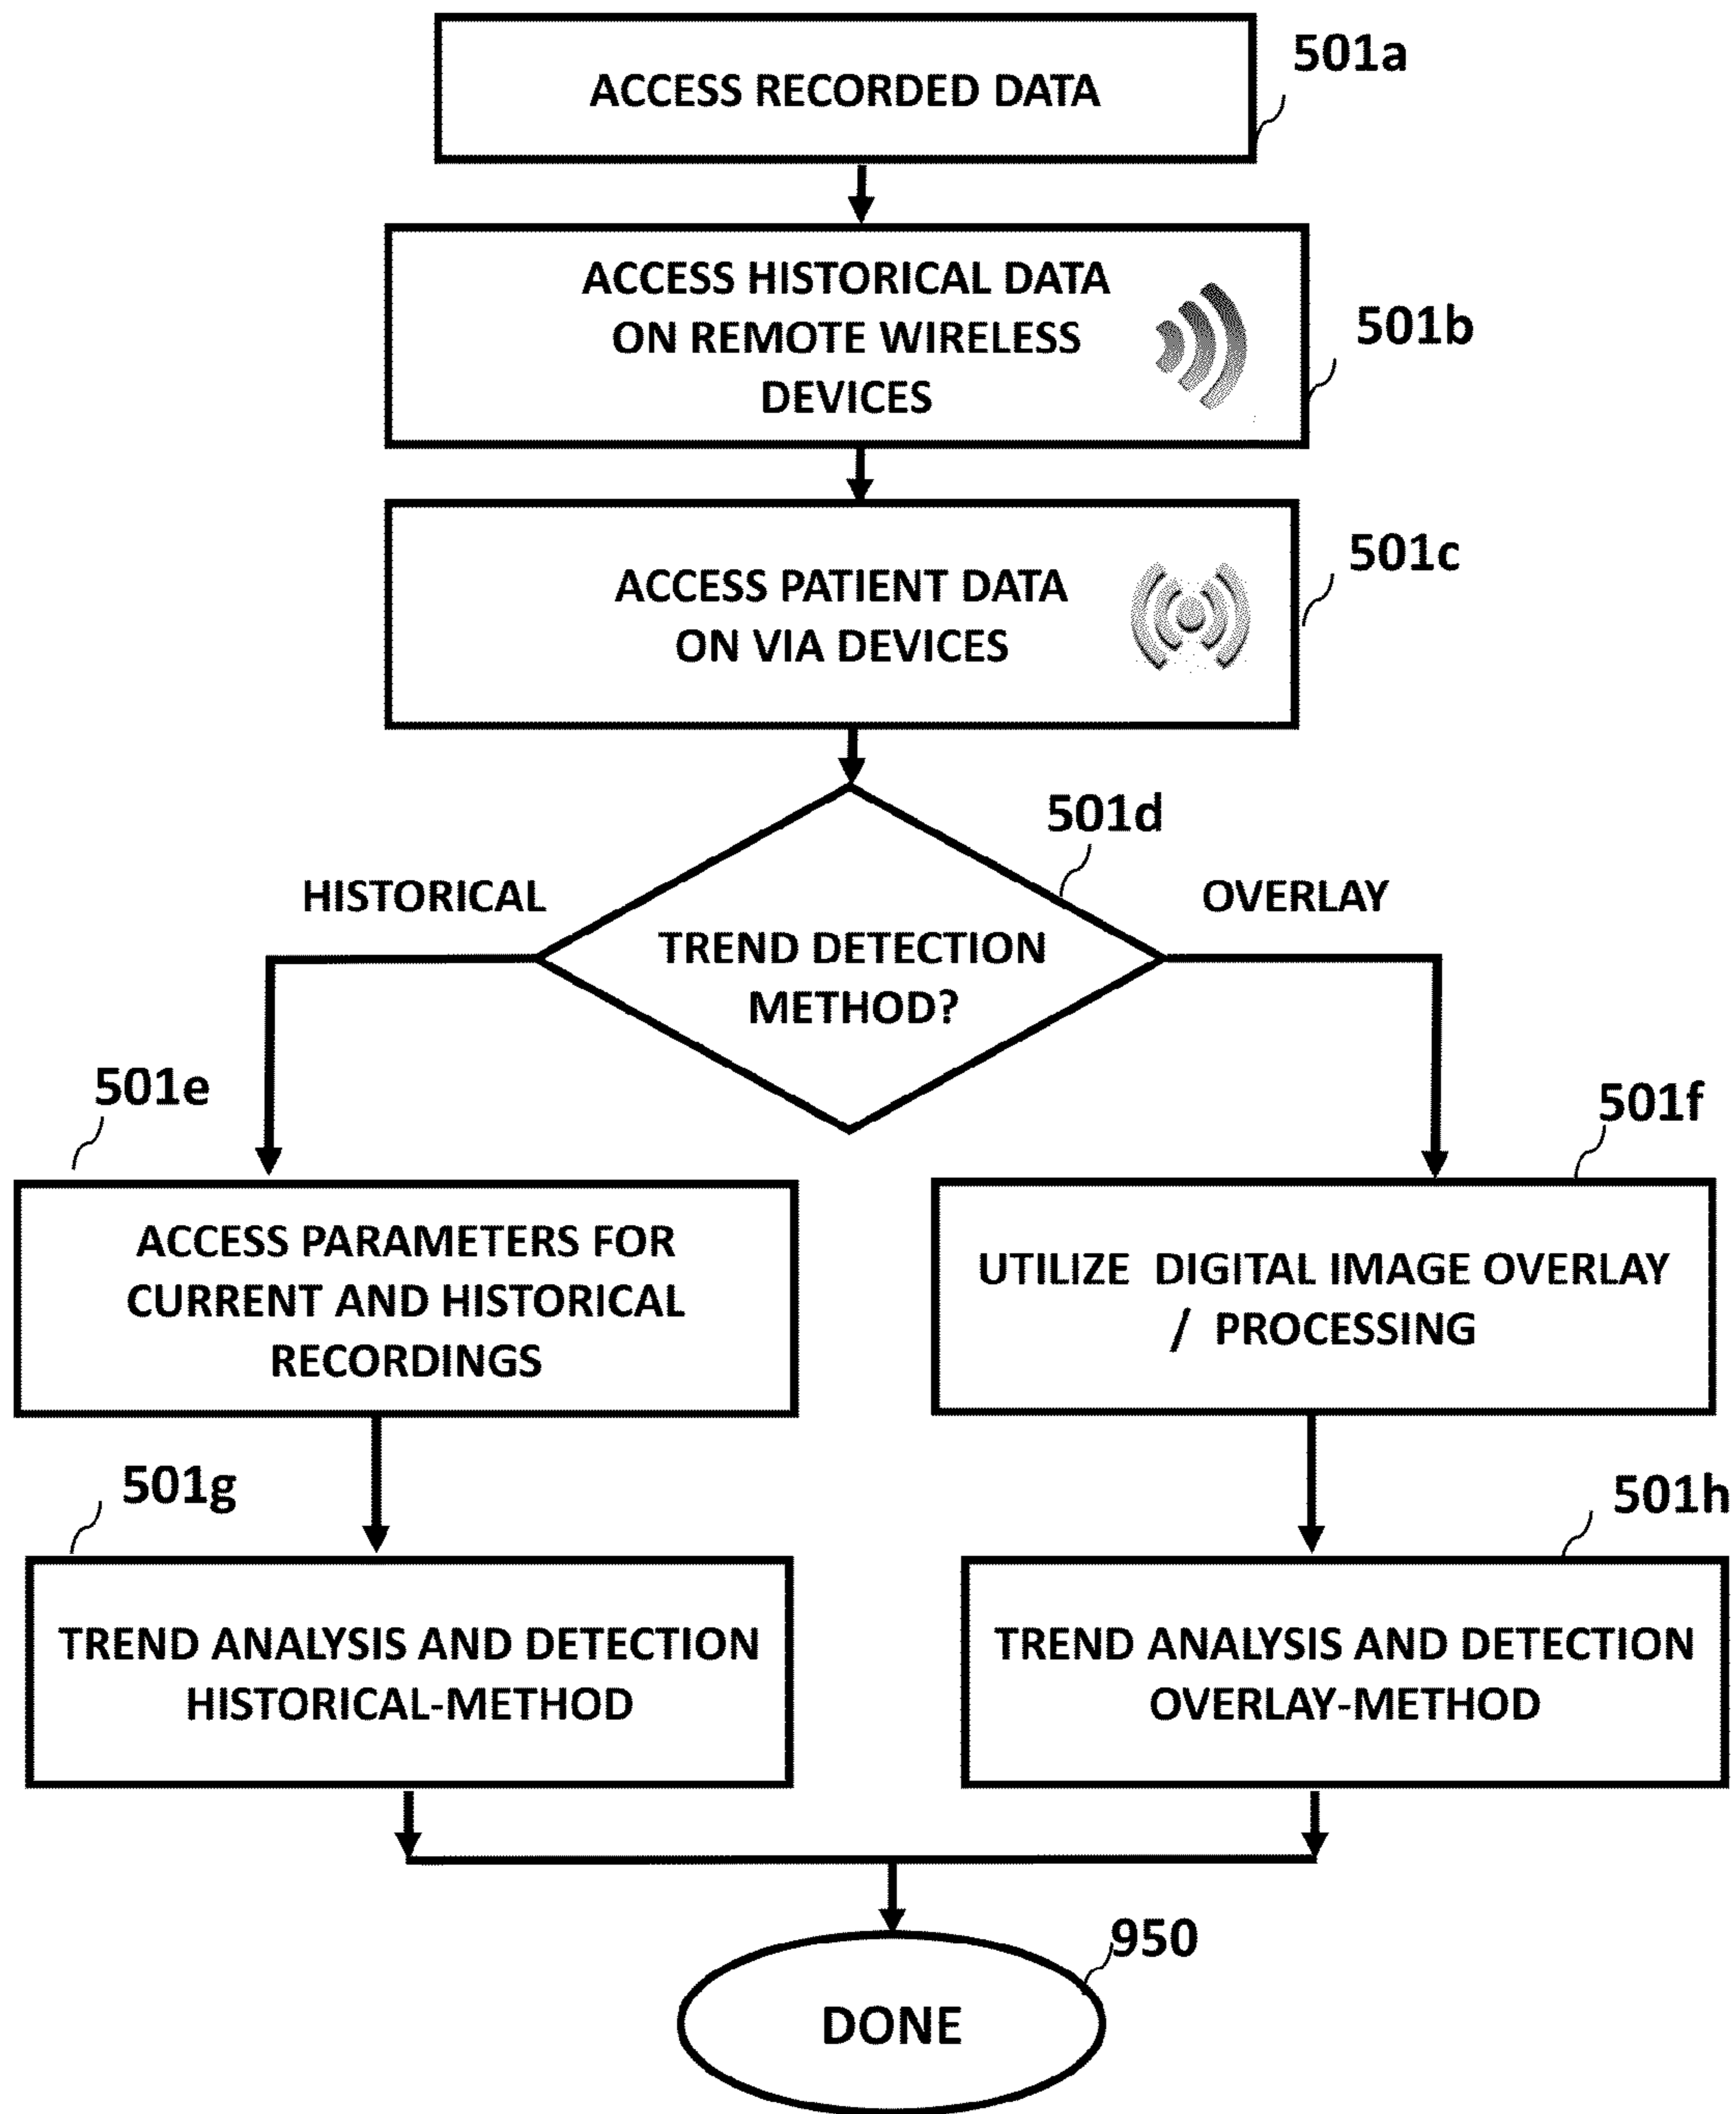 ACCESS RECORDED DATA
501a
ACCESS HISTORICAL DATA
ON REMOTE WIRELESS
DEVICES
501b
ACCESS PATIENT DATA
ON VIA DEVICES
501c
501d
HISTORICAL
OVERLAY
TREND DETECTION
METHOD?
501e
501f
ACCESS PARAMETERS FOR
CURRENT AND HISTORICAL
RECORDINGS
UTILIZE DIGITAL IMAGE OVERLAY
/ PROCESSING
501g
501h
TREND ANALYSIS AND DETECTION
HISTORICAL-METHOD
TREND ANALYSIS AND DETECTION
OVERLAY-METHOD
950
DONE